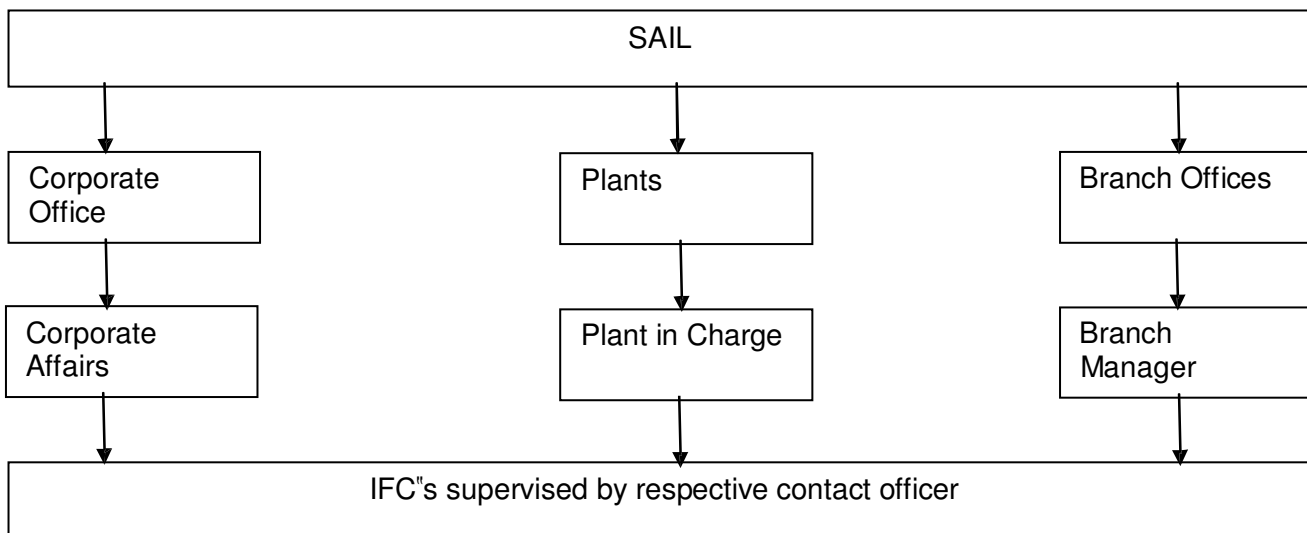 SAIL
Corporate
Office
Plants
Branch Offices
Corporate
Affairs
Plant in Charge
Branch
Manager
IFC‟s supervised by respective contact officer